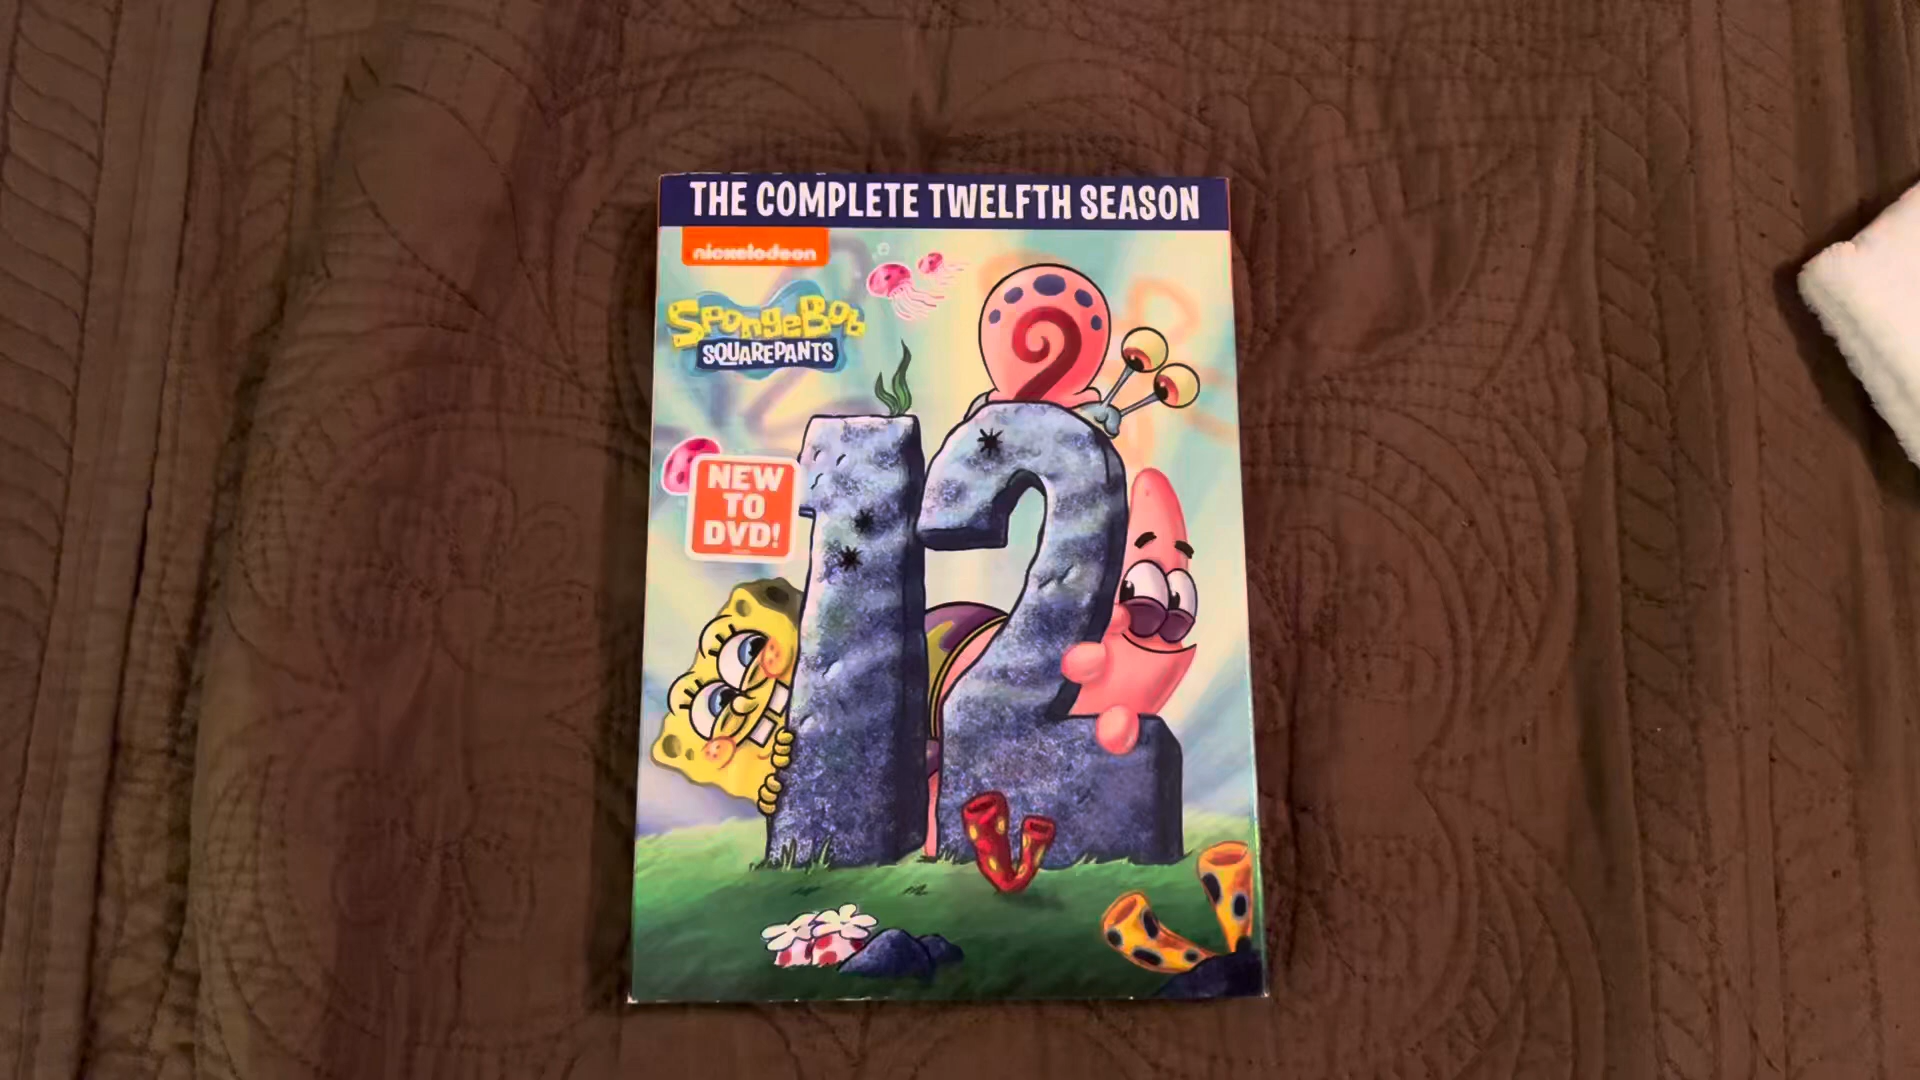 THE COMPLETE TWELFTH SEASON
nickelodeon
SPONGEBOB
SQUAREPANTS
12
NEW
TO
DVD!